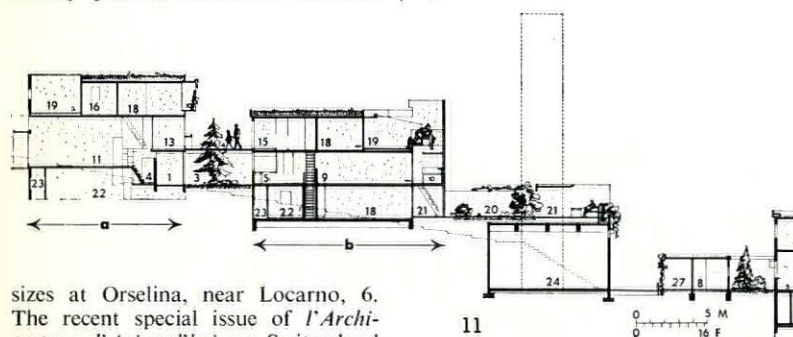 19 16 18
11 13
4 1 3
23 22
a
15 18 19
5 9
23 22 18 21
b
20 21
24
27 8
0 5 M
0 16 F
11
sizes at Orselina, near Locarno, 6.
The recent special issue of l'Archi-